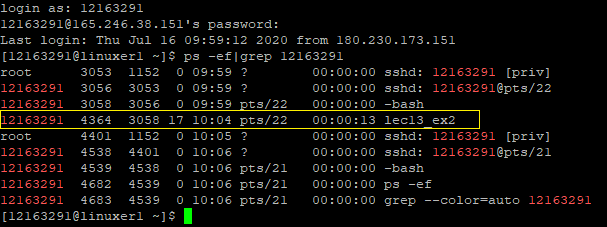 login as: 12163291
12163291@165.246.38.151's password:
Last login: Thu Jul 16 09:59:12 2020 from 180.230.173.151
[12163291@linuxer1 ~]$ ps -ef|grep 12163291
root 3053 1152 0 09:59 ? 00:00:00 sshd: 12163291 [priv]
12163291 3056 3053 0 09:59 ? 00:00:00 sshd: 12163291@pts/22
12163291 3058 3056 0 09:59 pts/22 00:00:00 -bash
12163291 4364 3058 17 10:04 pts/22 00:00:13 lec13_ex2
root 4401 1152 0 10:05 ? 00:00:00 sshd: 12163291 [priv]
12163291 4538 4401 0 10:06 ? 00:00:00 sshd: 12163291@pts/21
12163291 4539 4538 0 10:06 pts/21 00:00:00 -bash
12163291 4682 4539 0 10:06 pts/21 00:00:00 ps -ef
12163291 4683 4539 0 10:06 pts/21 00:00:00 grep --color=auto 12163291
[12163291@linuxer1 ~]$